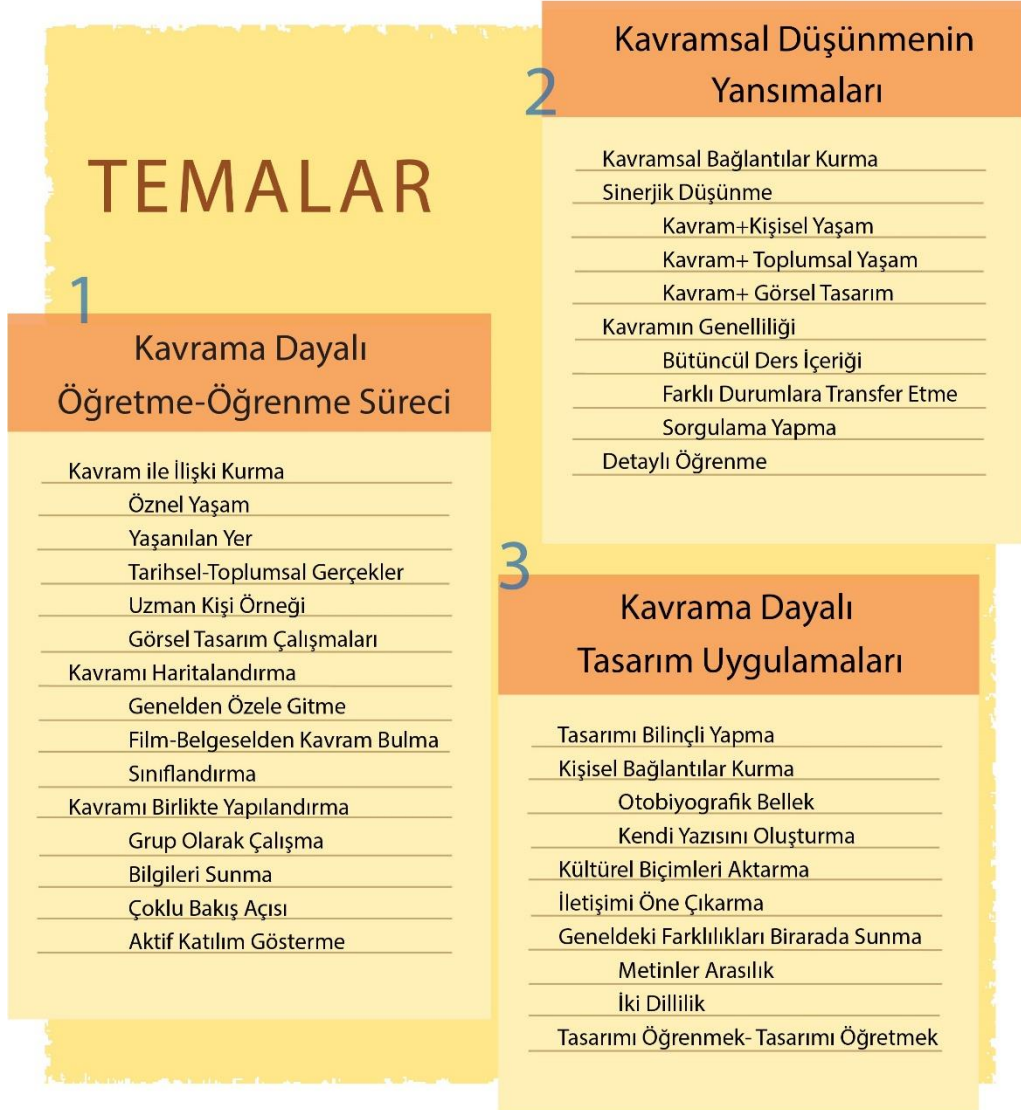 TEMALAR
1
Kavrama Dayalı
Öğretme-Öğrenme Süreci
Kavram ile İlişki Kurma
Öznel Yaşam
Yaşanılan Yer
Tarihsel-Toplumsal Gerçekler
Uzman Kişi Örneği
Görsel Tasarım Çalışmaları
Kavramı Haritalandırma
Genelden Özele Gitme
Film-Belgeselden Kavram Bulma
Sınıflandırma
Kavramı Birlikte Yapılandırma
Grup Olarak Çalışma
Bilgileri Sunma
Çoklu Bakış Açısı
Aktif Katılım Gösterme
2
Kavramsal Düşünmenin
Yansımaları
Kavramsal Bağlantılar Kurma
Sinerjik Düşünme
Kavram+Kişisel Yaşam
Kavram+ Toplumsal Yaşam
Kavram+ Görsel Tasarım
Kavramın Genelliliği
Bütüncül Ders İçeriği
Farklı Durumlara Transfer Etme
Sorgulama Yapma
Detaylı Öğrenme
3
Kavrama Dayalı
Tasarım Uygulamaları
Tasarımı Bilinçli Yapma
Kişisel Bağlantılar Kurma
Otobiyografik Bellek
Kendi Yazısını Oluşturma
Kültürel Biçimleri Aktarma
İletişimi Öne Çıkarma
Geneldeki Farklılıkları Birarada Sunma
Metinler Arasılık
İki Dillilik
Tasarımı Öğrenmek- Tasarımı Öğretmek